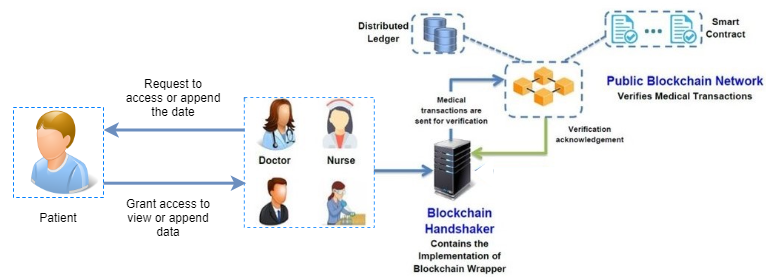 Distributed
Ledger
Smart
Contract
Public Blockchain Network
Verifies Medical Transactions
Request to
access or append
the date
Medical
transactions are
sent for verification
Verification
acknowledgement
Doctor
Nurse
Patient
Grant access to
view or append
data
Blockchain
Handshaker
Contains the
Implementation of
Blockchain Wrapper